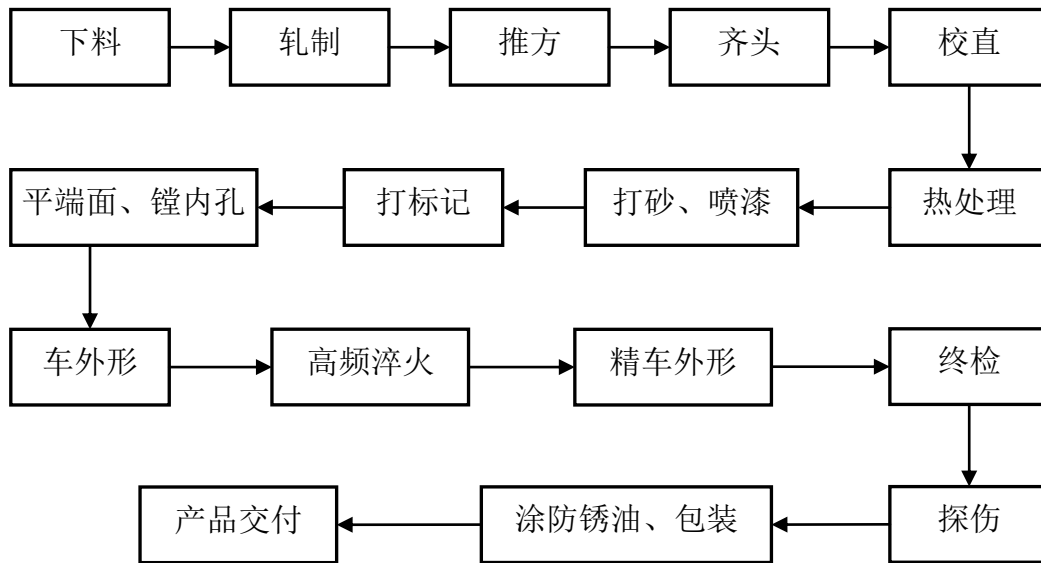 下料
轧制
推方
齐头
校直
热处理
打砂、喷漆
打标记
平端面、镗内孔
车外形
高频淬火
精车外形
终检
探伤
涂防锈油、包装
产品交付